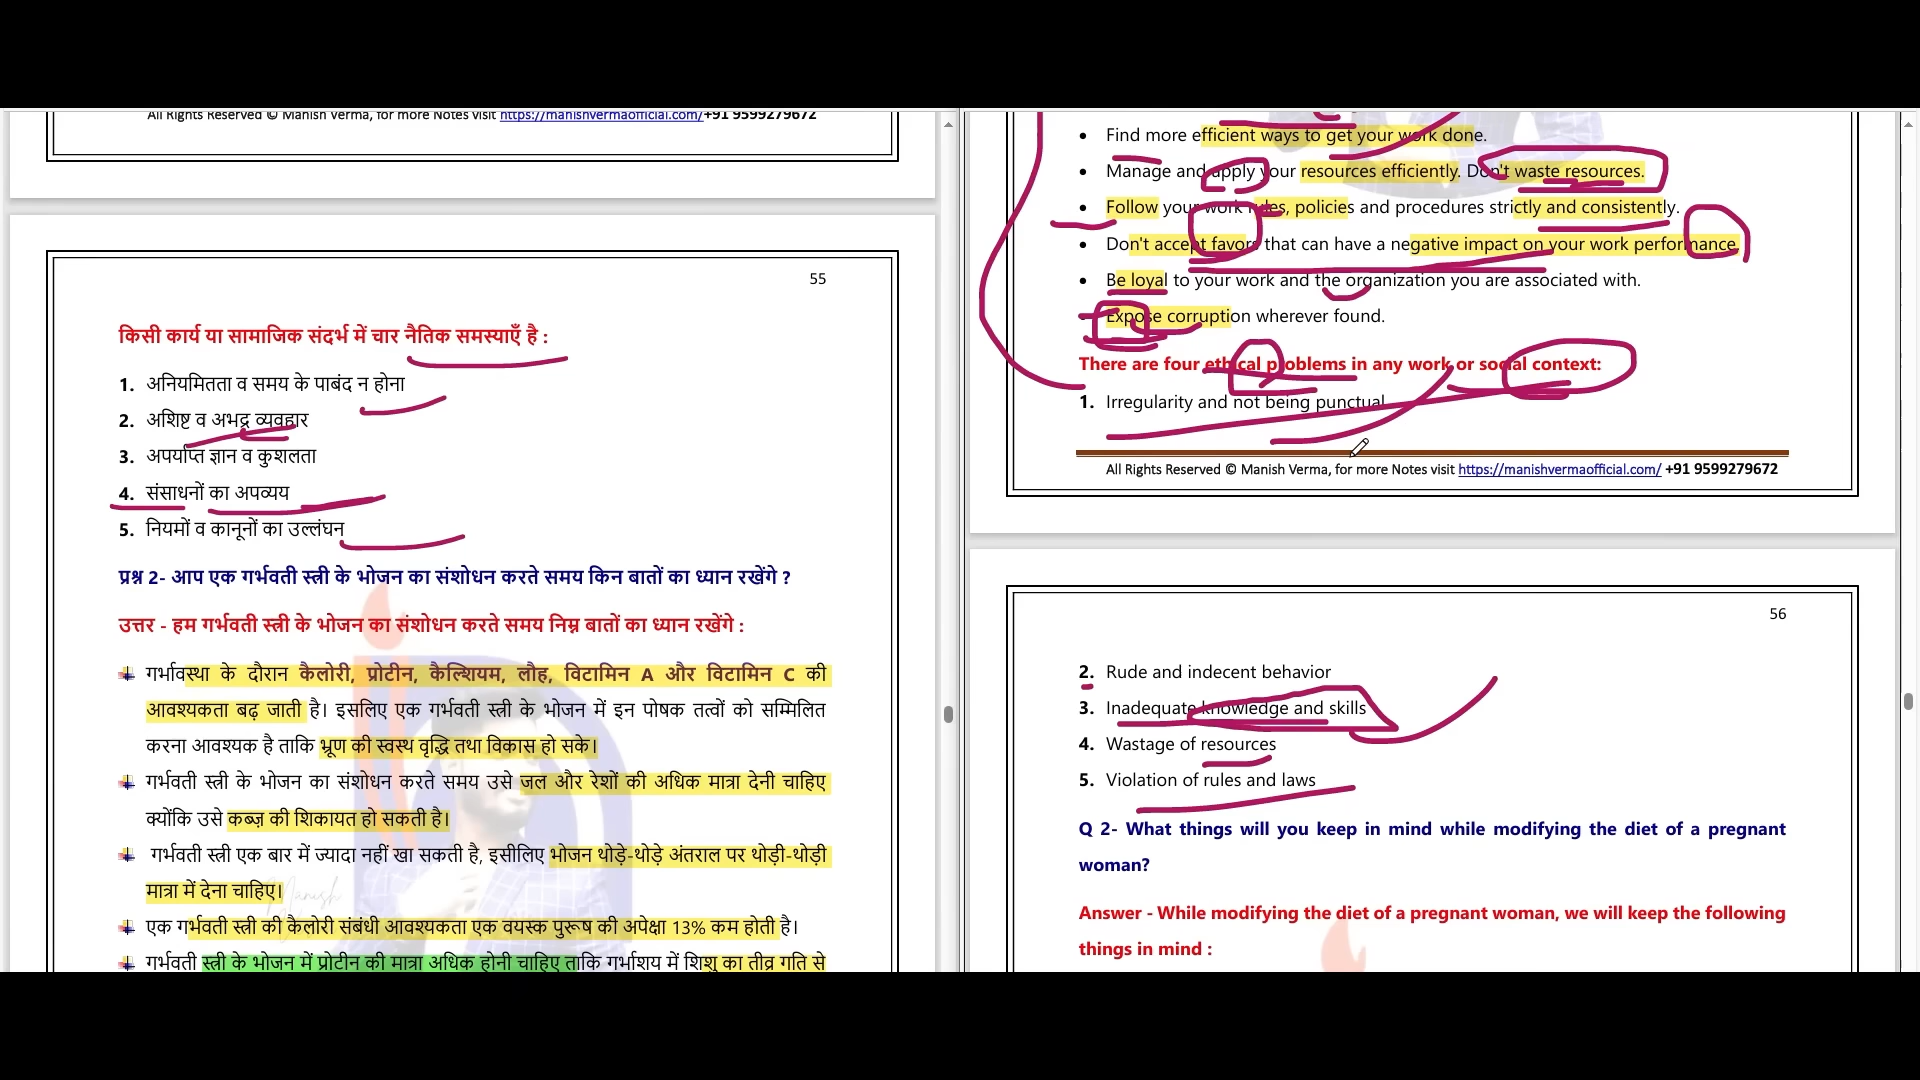 All Rights Reserved © Manish Verma, for more Notes visit https://manishvermaofficial.com/+91 9599279672
55
किसी कार्य या सामाजिक संदर्भ में चार नैतिक समस्याएँ है :
1. अनियमितता व समय के पाबंद न होना
2. अशिष्ट व अभद्र व्यवहार
3. अपर्याप्त ज्ञान व कुशलता
4. संसाधनों का अपव्यय
5. नियमों व कानूनों का उल्लंघन
प्रश्न 2- आप एक गर्भवती स्त्री के भोजन का संशोधन करते समय किन बातों का ध्यान रखेंगे ?
उत्तर - हम गर्भवती स्त्री के भोजन का संशोधन करते समय निम्न बातों का ध्यान रखेंगे :
गर्भावस्था के दौरान कैलोरी, प्रोटीन, कैल्शियम, लौह, विटामिन A और विटामिन C की
आवश्यकता बढ़ जाती है। इसलिए एक गर्भवती स्त्री के भोजन में इन पोषक तत्वों को सम्मिलित
करना आवश्यक है ताकि भ्रूण की स्वस्थ वृद्धि तथा विकास हो सके।
गर्भवती स्त्री के भोजन का संशोधन करते समय उसे जल और रेशों की अधिक मात्रा देनी चाहिए
क्योंकि उसे कब्ज़ की शिकायत हो सकती है।
गर्भवती स्त्री एक बार में ज्यादा नहीं खा सकती है, इसीलिए भोजन थोड़े-थोड़े अंतराल पर थोड़ी-थोड़ी
मात्रा में देना चाहिए।
एक गर्भवती स्त्री की कैलोरी संबंधी आवश्यकता एक वयस्क पुरूष की अपेक्षा 13% कम होती है।
गर्भवती स्त्री के भोजन में प्रोटीन की मात्रा अधिक होनी चाहिए ताकि गर्भाशय में शिशु का तीव्र गति से
Manish
• Find more efficient ways to get your work done.
• Manage and apply your resources efficiently. Don't waste resources.
• Follow your work rules, policies and procedures strictly and consistently.
• Don't accept favors that can have a negative impact on your work performance
• Be loyal to your work and the organization you are associated with.
Expose corruption wherever found.
There are four ethical problems in any work or social context:
1. Irregularity and not being punctual
All Rights Reserved © Manish Verma, for more Notes visit https://manishvermaofficial.com/ +91 9599279672
56
2. Rude and indecent behavior
3. Inadequate knowledge and skills
4. Wastage of resources
5. Violation of rules and laws
Q 2- What things will you keep in mind while modifying the diet of a pregnant
woman?
Answer - While modifying the diet of a pregnant woman, we will keep the following
things in mind :